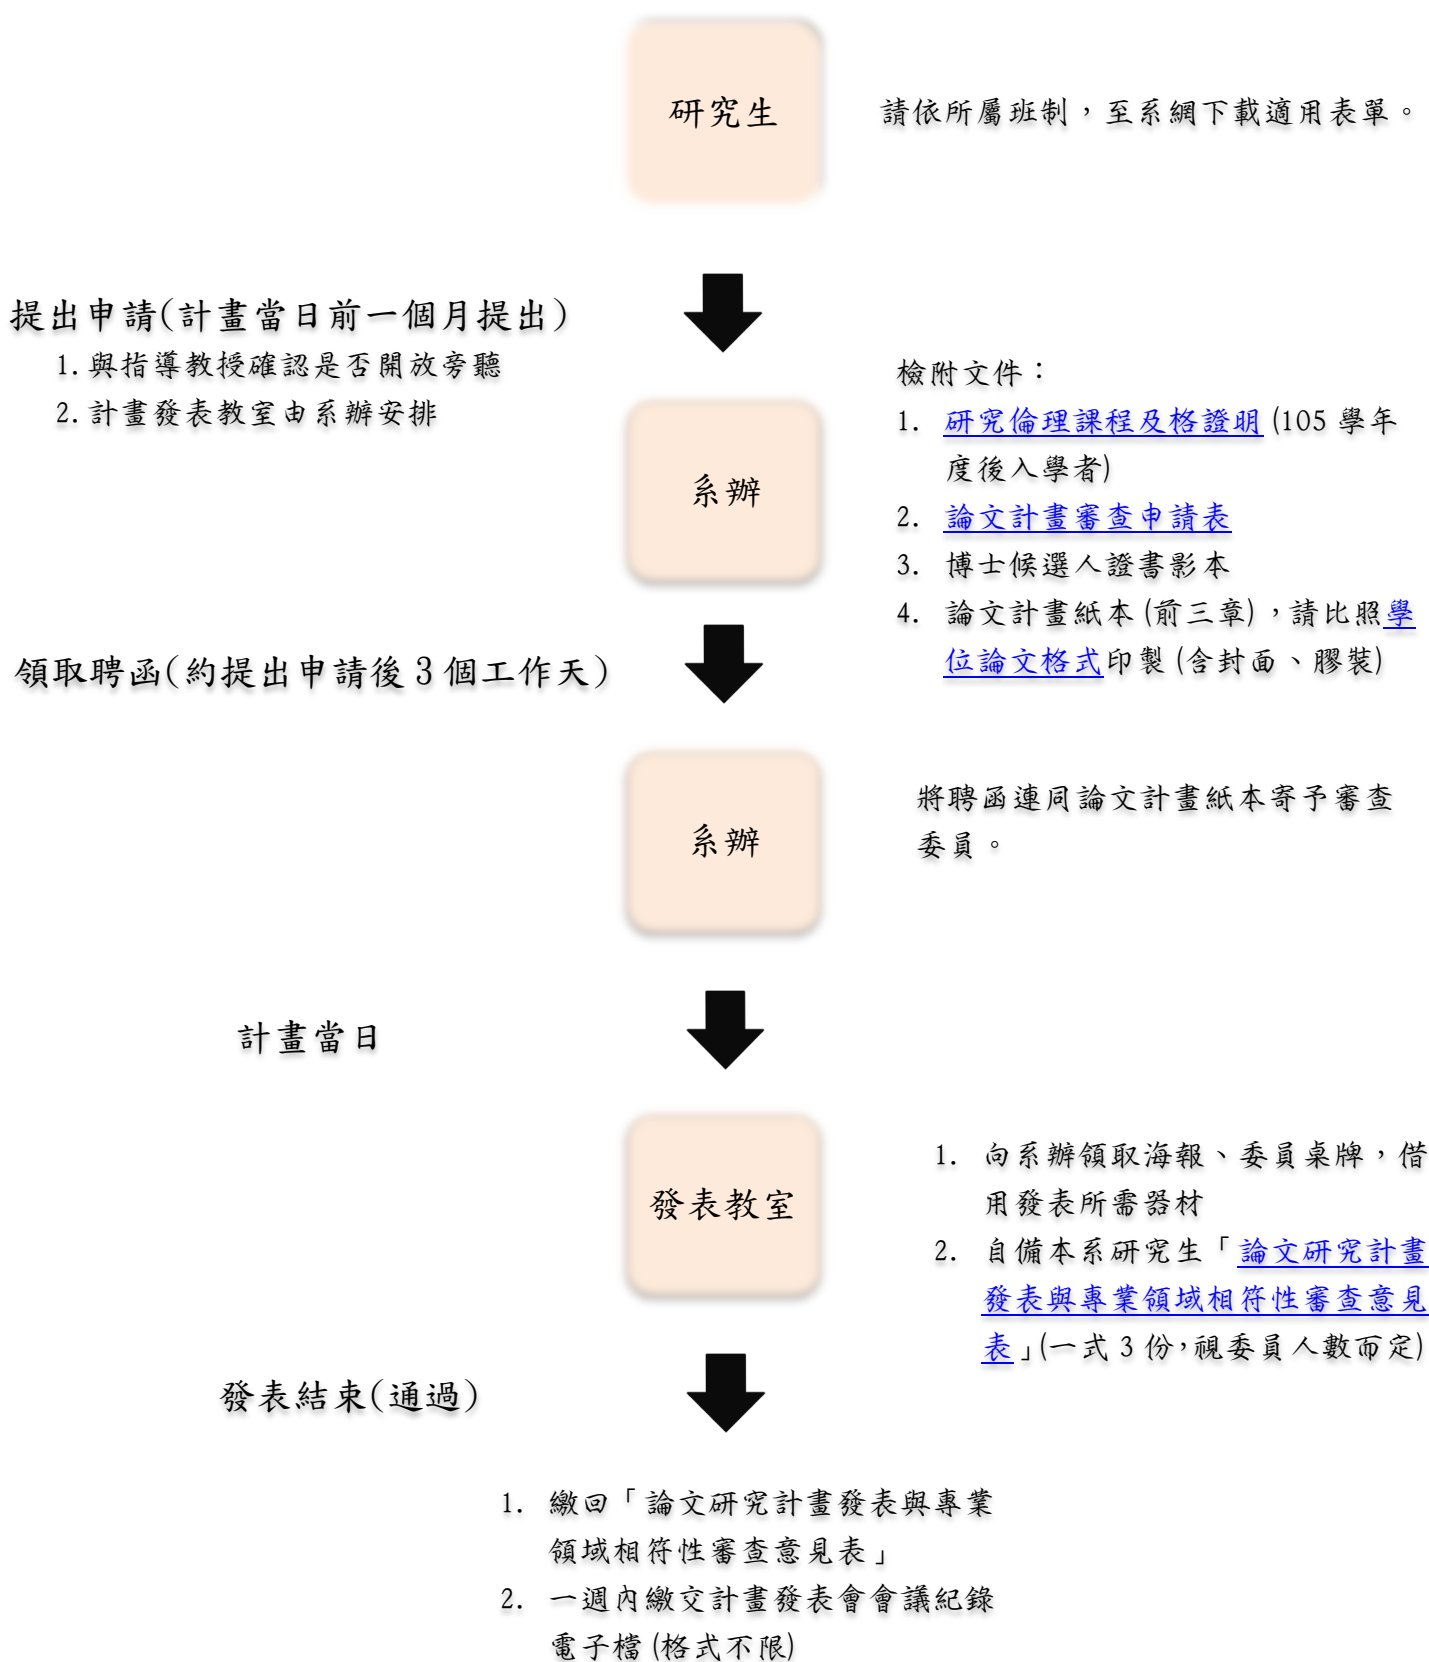 研究生
請依所屬班制，至系網下載適用表單。
提出申請(計畫當日前一個月提出)
1.與指導教授確認是否開放旁聽
2.計畫發表教室由系辦安排
系辦
檢附文件：
1. 研究倫理課程及格證明(105 學年
度後入學者)
2. 論文計畫審查申請表
3. 博士候選人證書影本
4. 論文計畫紙本(前三章)，請比照學
位論文格式印製(含封面、膠裝)
領取聘函(約提出申請後 3 個工作天)
系辦
將聘函連同論文計畫紙本寄予審查
委員。
計畫當日
發表教室
1. 向系辦領取海報、委員桌牌，借
用發表所需器材
2. 自備本系研究生「論文研究計畫
發表與專業領域相符性審查意見
表」(一式 3 份，視委員人數而定)
發表結束(通過)
1. 繳回「論文研究計畫發表與專業
領域相符性審查意見表」
2. 一週內繳交計畫發表會會議紀錄
電子檔(格式不限)